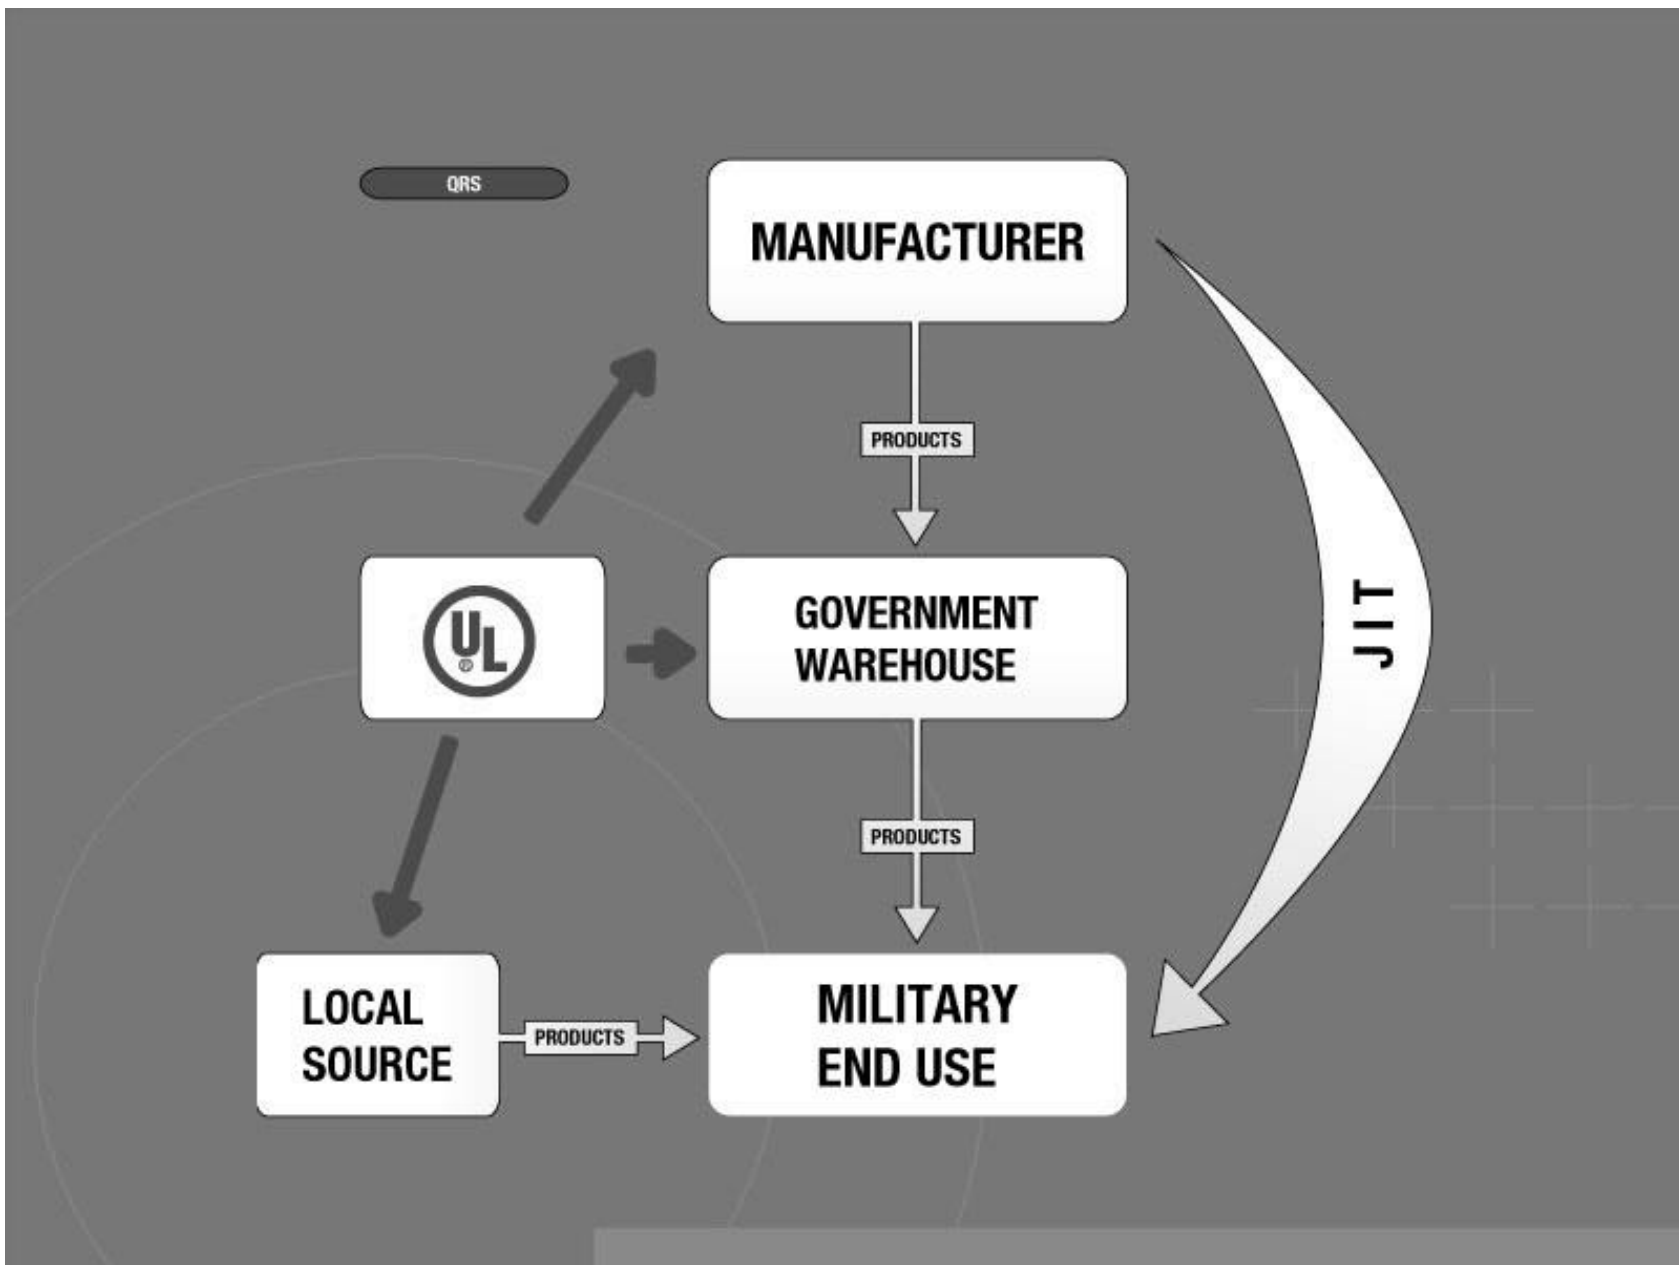 QRS
MANUFACTURER
PRODUCTS
UL
®
GOVERNMENT
WAREHOUSE
JIT
PRODUCTS
LOCAL
SOURCE
PRODUCTS
MILITARY
END USE